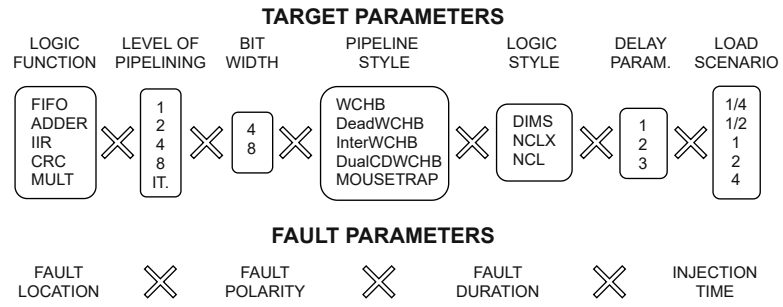 TARGET PARAMETERS
LOGIC FUNCTION
LEVEL OF PIPELINING
BIT WIDTH
PIPELINE STYLE
LOGIC STYLE
DELAY PARAM.
LOAD SCENARIO
FIFO
ADDER
IIR
CRC
MULT
1
2
4
8
IT.
4
8
WCHB
DeadWCHB
InterWCHB
DualCDWCHB
MOUSETRAP
DIMS
NCLX
NCL
1
2
3
1/4
1/2
1
2
4
FAULT PARAMETERS
FAULT LOCATION
FAULT POLARITY
FAULT DURATION
INJECTION TIME